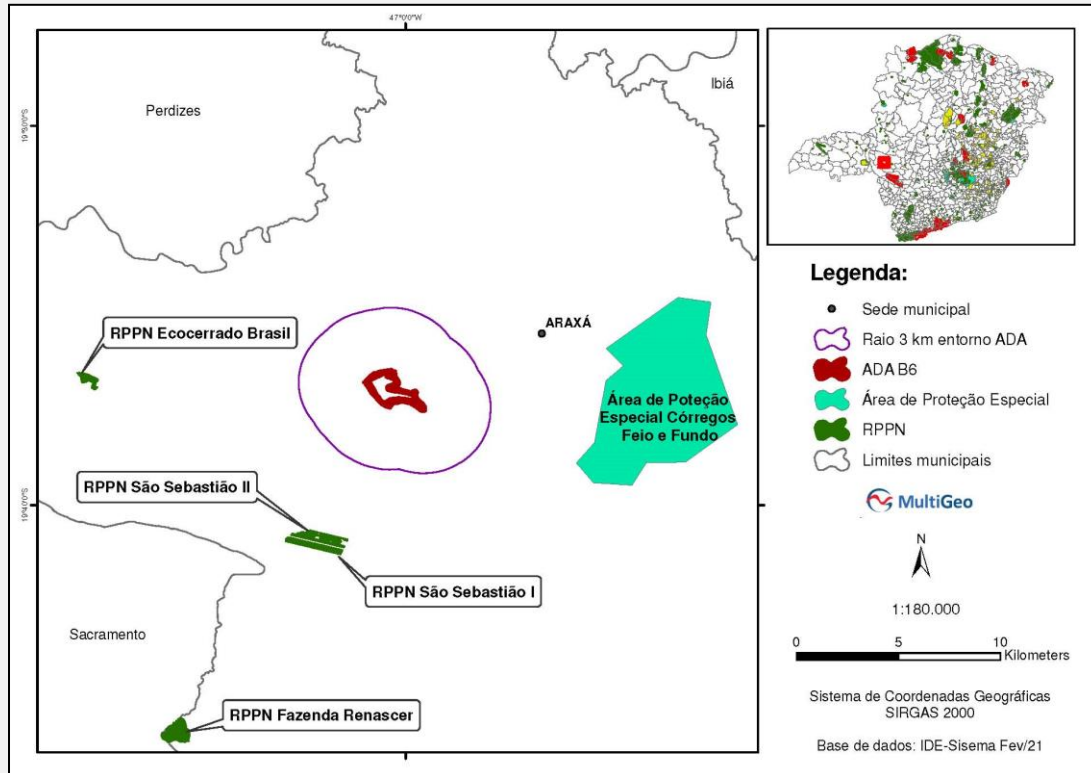 47°0'0"W
Perdizes
Ibiá
19°50'0"S
RPPN Ecocerrado Brasil
ARAXÁ
Área de Poteção
Especial Córregos
Feio e Fundo
RPPN São Sebastião II
19°40'0"S
RPPN São Sebastião I
Sacramento
RPPN Fazenda Renascer
Legenda:
Sede municipal
Raio 3 km entorno ADA
ADA B6
Área de Proteção Especial
RPPN
Limites municipais
MultiGeo
N
1:180.000
0 5 10
Kilometers
Sistema de Coordenadas Geográficas
SIRGAS 2000
Base de dados: IDE-Sisema Fev/21